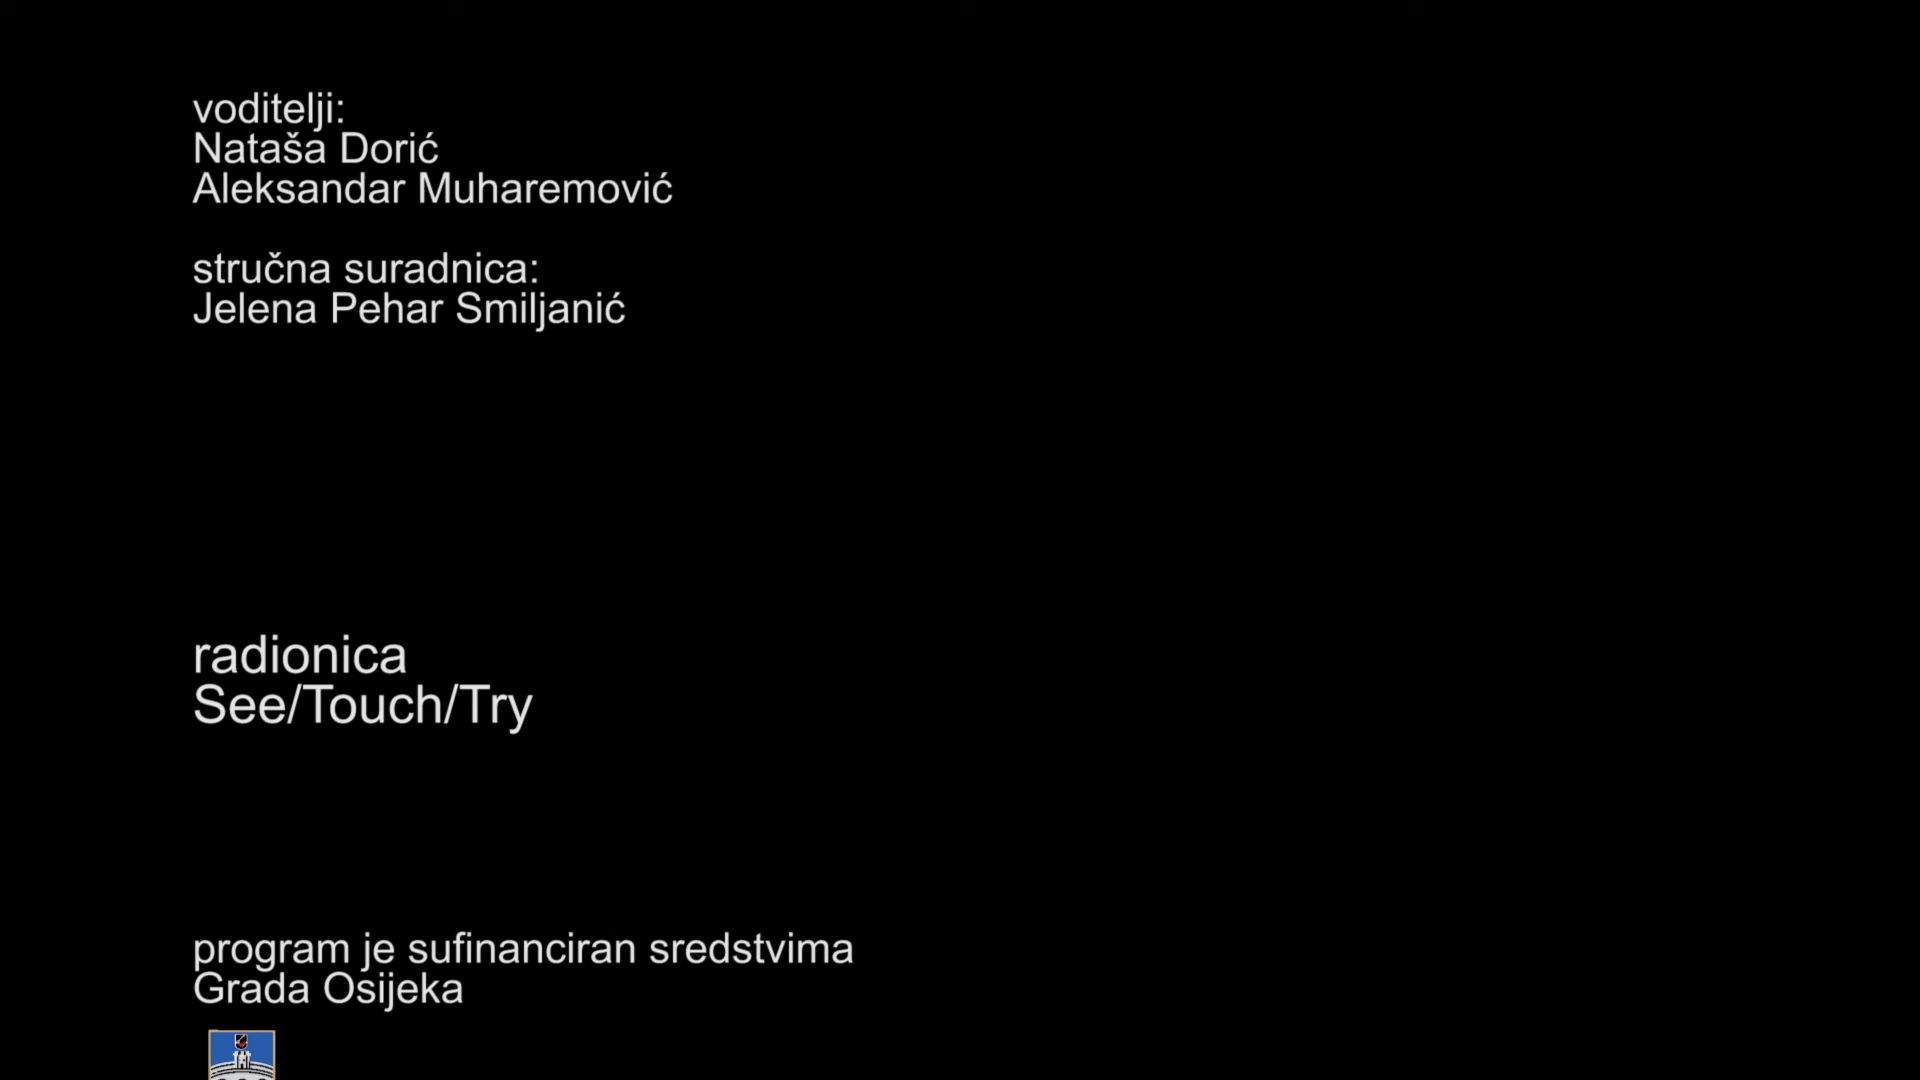 voditelji:
Nataša Dorić
Aleksandar Muharemović
stručna suradnica:
Jelena Pehar Smiljanić
radionica
See/Touch/Try
program je sufinanciran sredstvima
Grada Osijeka